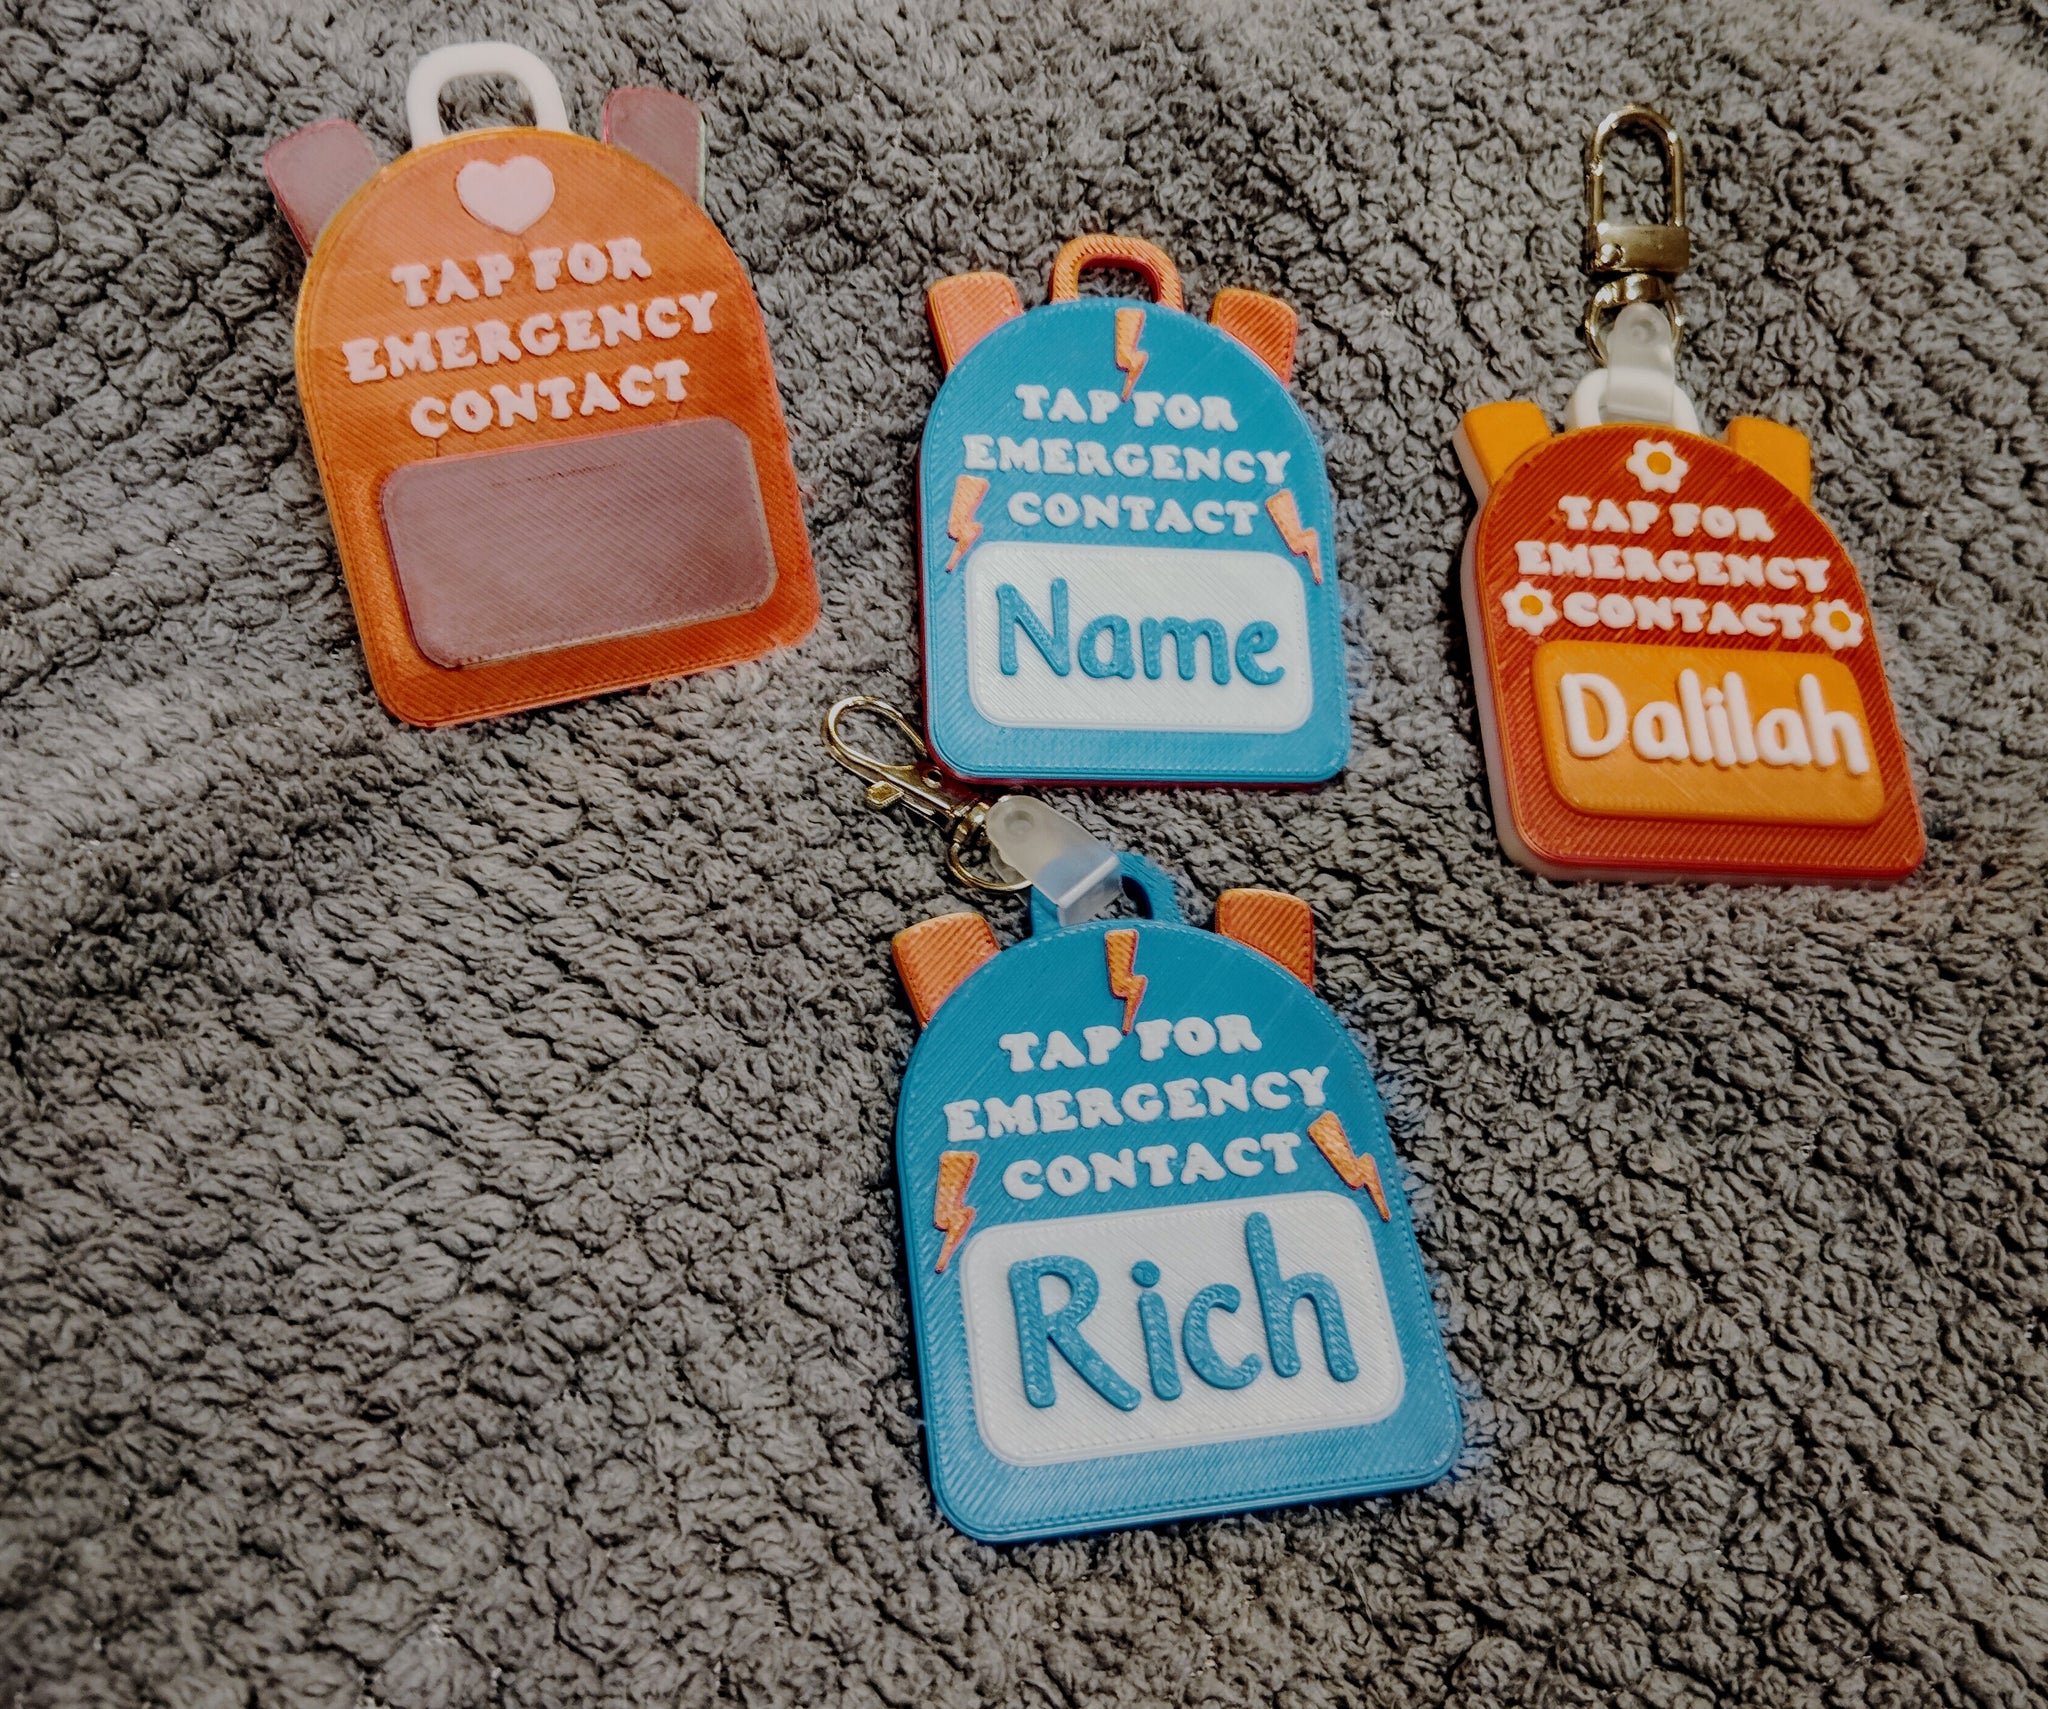 TAP FOR
EMERGENCY
CONTACT
TAP FOR
EMERGENCY
CONTACT
Name
TAP FOR
EMERGENCY
CONTACT
Dalilah
TAP FOR
EMERGENCY
CONTACT
Rich